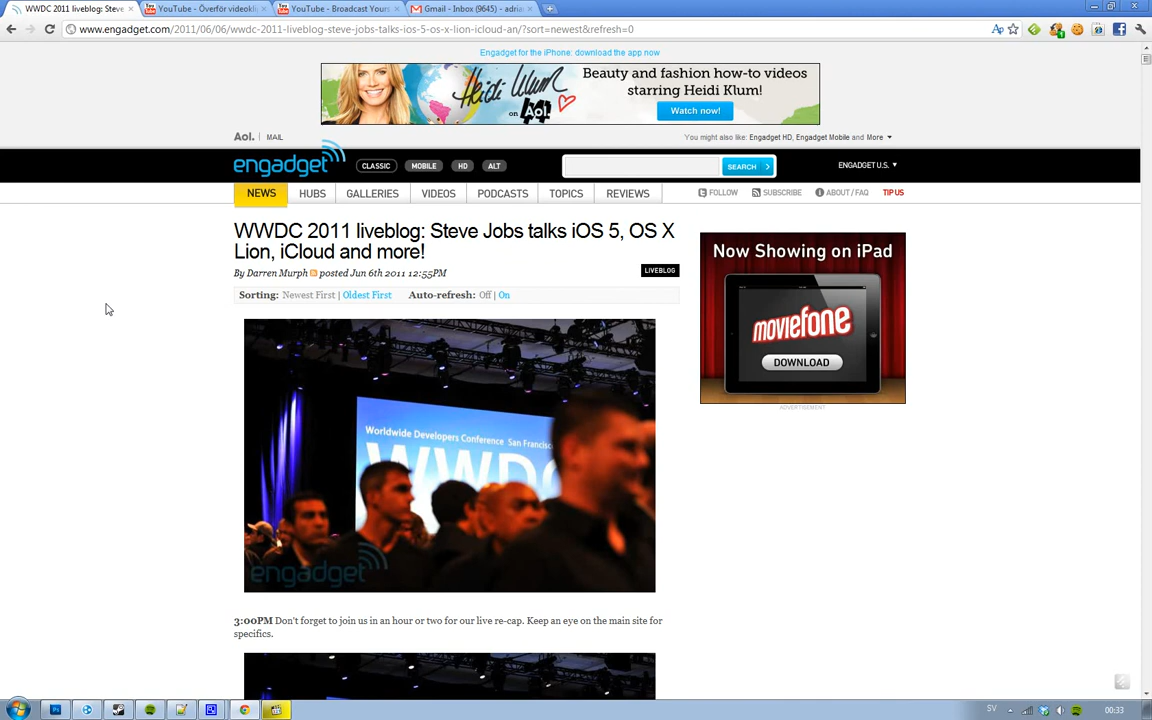 WWDC 2011 liveblog: Steve
YouTube - Överför videokli
YouTube - Broadcast Yours
Gmail - Inbox (9645) - adria
www.engadget.com/2011/06/06/wwdc-2011-liveblog-steve-jobs-talks-ios-5-os-x-lion-icloud-an/?sort=newest&refresh=0
Engadget for the iPhone: download the app now
Heidi Klum
on Aol.
Beauty and fashion how-to videos
starring Heidi Klum!
Watch now!
Aol. | MAIL
You might also like: Engadget HD, Engadget Mobile and More
engadget
CLASSIC
MOBILE
HD
ALT
SEARCH
ENGADGET U.S.
NEWS
HUBS
GALLERIES
VIDEOS
PODCASTS
TOPICS
REVIEWS
FOLLOW
SUBSCRIBE
ABOUT / FAQ
TIP US
WWDC 2011 liveblog: Steve Jobs talks iOS 5, OS X
Lion, iCloud and more!
By Darren Murph posted Jun 6th 2011 12:55PM
LIVEBLOG
Sorting: Newest First | Oldest First Auto-refresh: Off | On
Now Showing on iPad
moviefone
DOWNLOAD
ADVERTISEMENT
Worldwide Developers Conference San Francisco
WWDC
engadget
3:00PM Don't forget to join us in an hour or two for our live re-cap. Keep an eye on the main site for
specifics.
SV
00:33